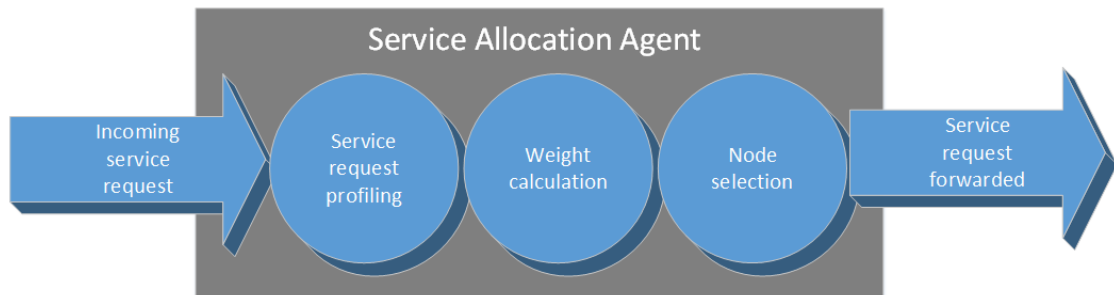 Service Allocation Agent
Incoming
service
request
Service
request
profiling
Weight
calculation
Node
selection
Service
request
forwarded